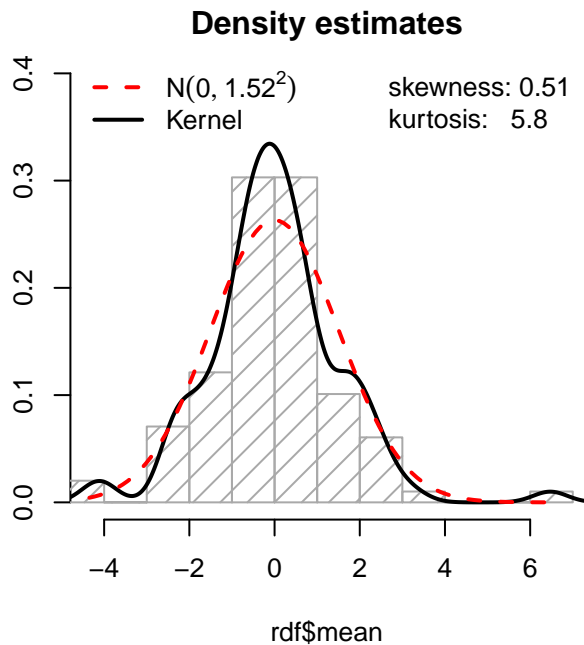 Density estimates
N(0, 1.52²)
Kernel
skewness: 0.51
kurtosis: 5.8
0.4
0.3
0.2
0.1
0.0
−4 −2 0 2 4 6
rdf$mean